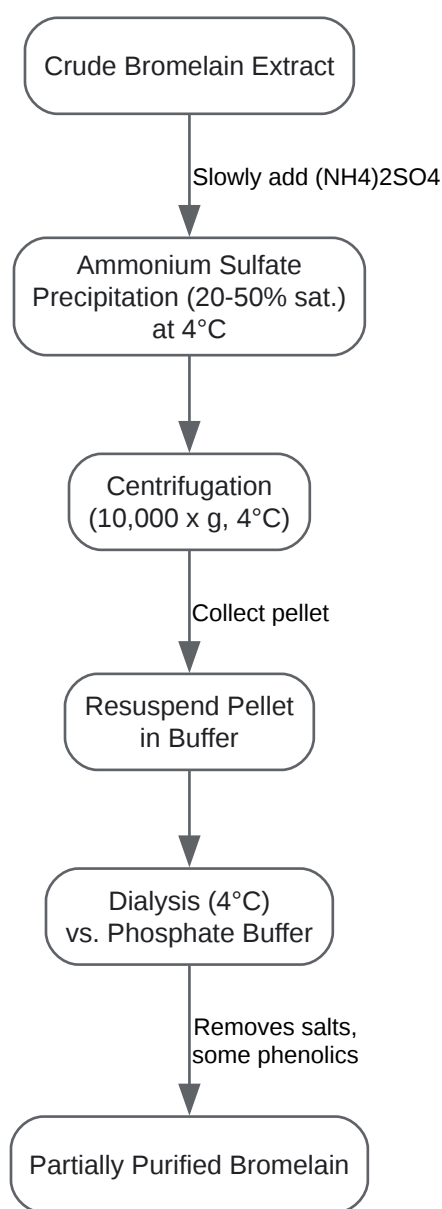 Crude Bromelain Extract
Slowly add (NH4)2SO4
Ammonium Sulfate
Precipitation (20-50% sat.)
at 4°C
Centrifugation
(10,000 x g, 4°C)
Collect pellet
Resuspend Pellet
in Buffer
Dialysis (4°C)
vs. Phosphate Buffer
Removes salts,
some phenolics
Partially Purified Bromelain